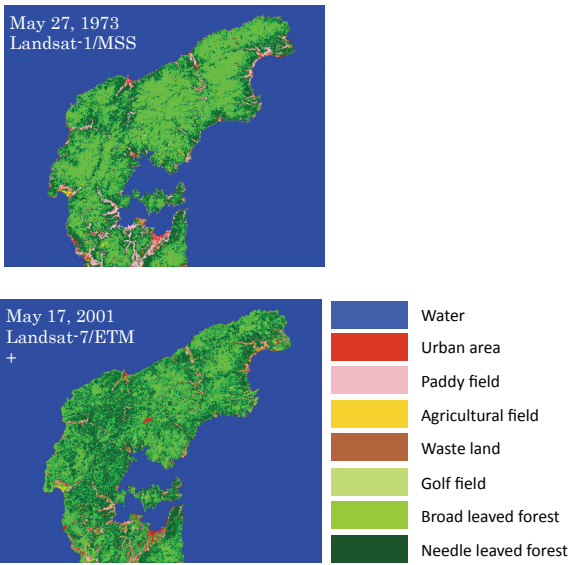 May 27, 1973
Landsat-1/MSS
May 17, 2001
Landsat-7/ETM
+
Water
Urban area
Paddy field
Agricultural field
Waste land
Golf field
Broad leaved forest
Needle leaved forest